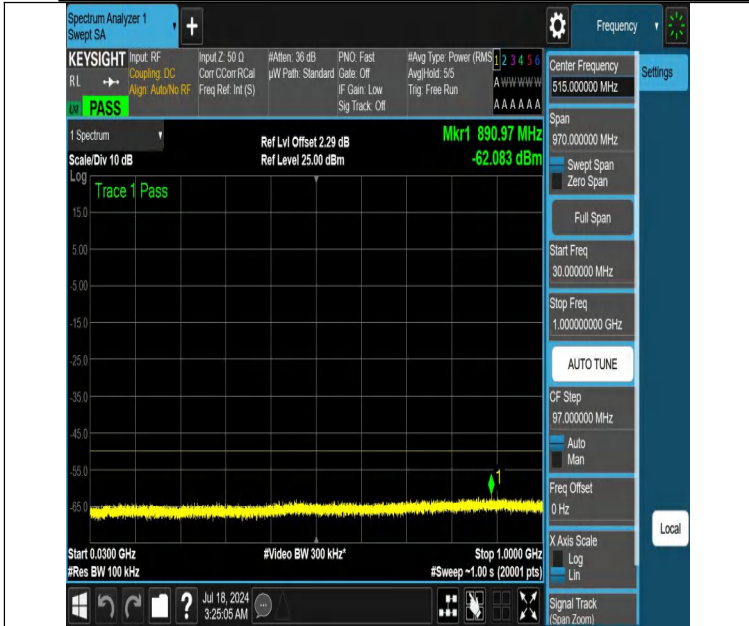 Spectrum Analyzer 1
Swept SA
+
Frequency
KEYSIGHT
RL
LXI PASS
Input: RF
Coupling: DC
Align: Auto/No RF
Input Z: 50 Ω
Corr CCorr RCal
Freq Ref: Int (S)
#Atten: 36 dB
µW Path: Standard
PNO: Fast
Gate: Off
IF Gain: Low
Sig Track: Off
#Avg Type: Power (RMS
Avg|Hold: 5/5
Trig: Free Run
1 2 3 4 5 6
A W W W W W
A A A A A A
1 Spectrum
Scale/Div 10 dB
Ref Lvl Offset 2.29 dB
Ref Level 25.00 dBm
Mkr1 890.97 MHz
-62.083 dBm
Log
Trace 1 Pass
15.0
5.00
-5.00
-15.0
-25.0
-35.0
-45.0
-55.0
-65.0
1
Start 0.0300 GHz
#Res BW 100 kHz
#Video BW 300 kHz*
Stop 1.0000 GHz
#Sweep ~1.00 s (20001 pts)
?
Jul 18, 2024
3:25:05 AM
Center Frequency
515.000000 MHz
Span
970.000000 MHz
Swept Span
Zero Span
Full Span
Start Freq
30.000000 MHz
Stop Freq
1.000000000 GHz
AUTO TUNE
CF Step
97.000000 MHz
Auto
Man
Freq Offset
0 Hz
X Axis Scale
Log
Lin
Signal Track
(Span Zoom)
Settings
Local